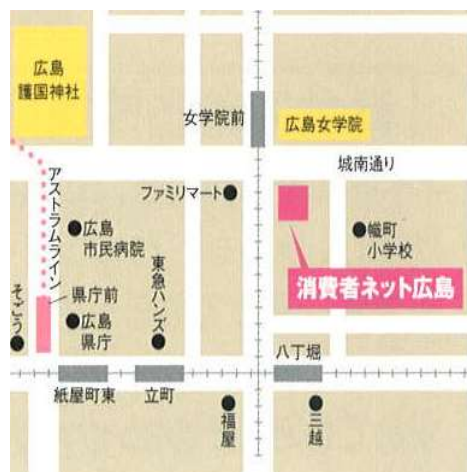 広島
護国神社
女学院前
広島女学院
城南通り
アストラムライン
ファミリマート
広島
市民病院
幟町
小学校
消費者ネット広島
東急ハンズ
県庁前
そごう
広島
県庁
八丁堀
紙屋町東
立町
福屋
三越